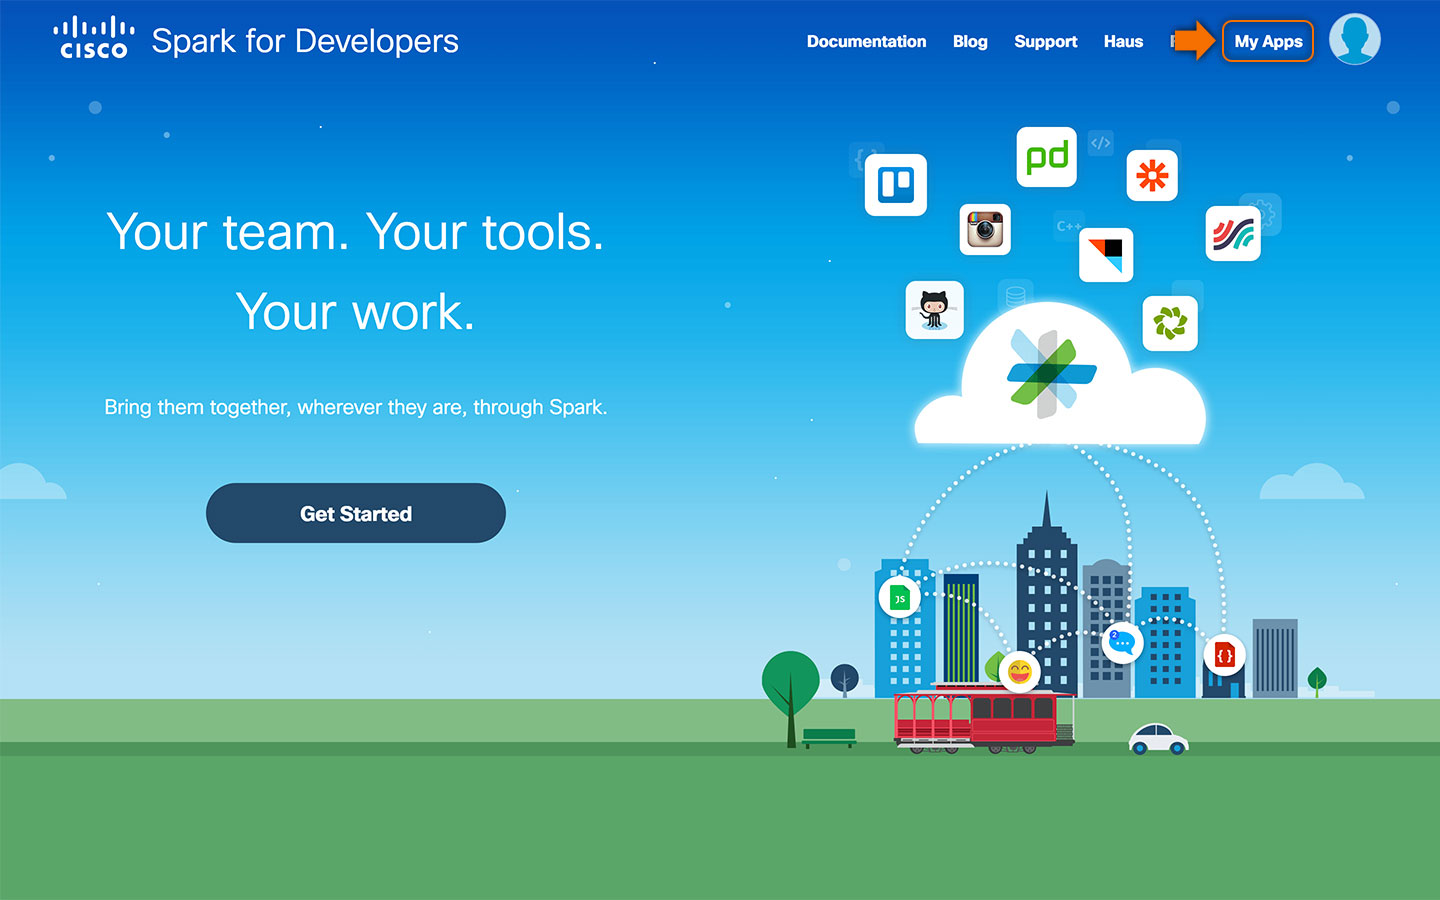 CISCO Spark for Developers
Documentation Blog Support Haus My Apps
Your team. Your tools.
Your work.
Bring them together, wherever they are, through Spark.
Get Started
pd
{ }
</>
C++
JS
2
{ }